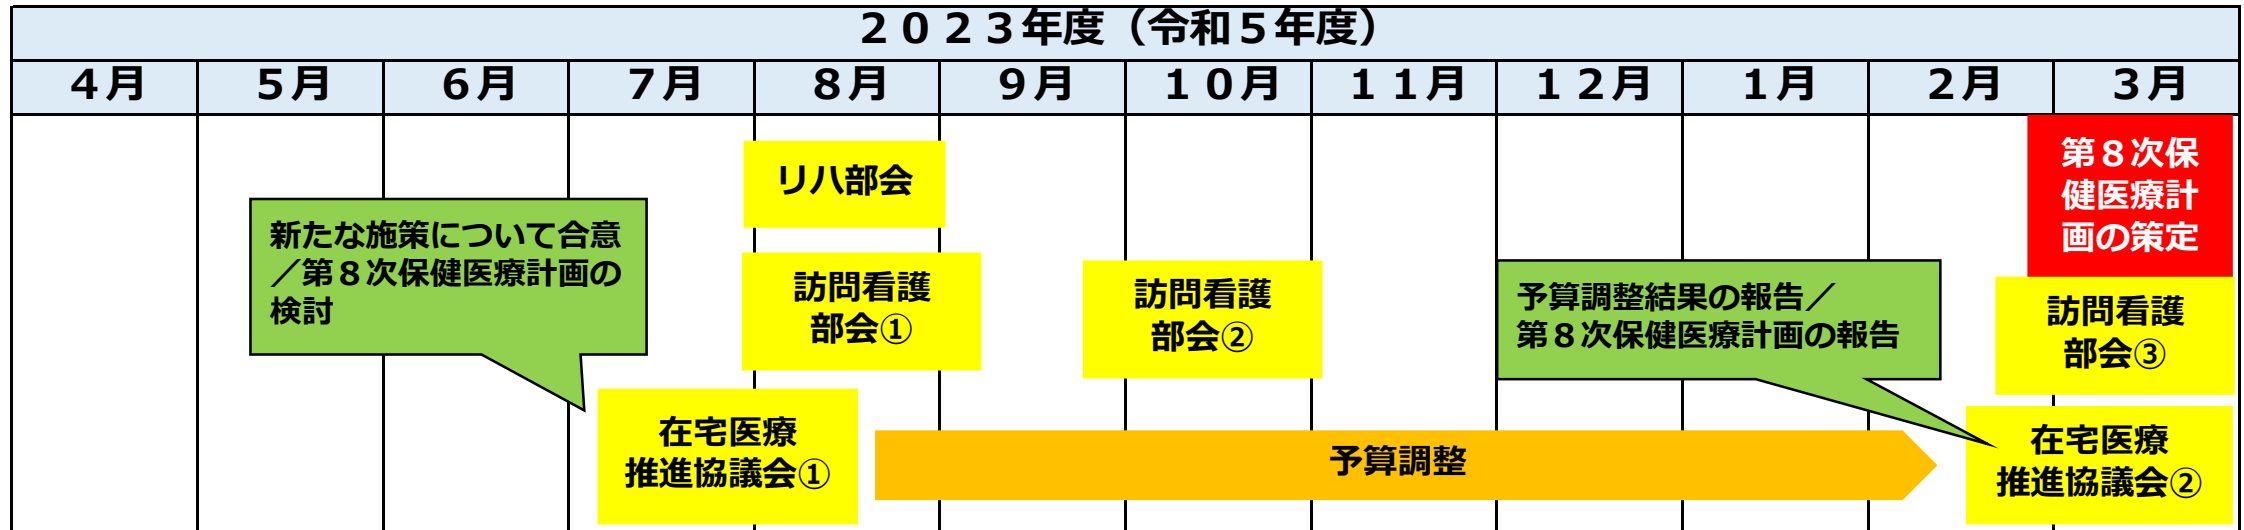 ２０２３年度（令和５年度）
４月
５月
６月
７月
８月
９月
１０月
１１月
１２月
１月
２月
３月
リハ部会
第８次保
健医療計
画の策定
新たな施策について合意
／第８次保健医療計画の
検討
訪問看護
部会①
訪問看護
部会②
予算調整結果の報告／
第８次保健医療計画の報告
訪問看護
部会③
在宅医療
推進協議会①
予算調整
在宅医療
推進協議会②